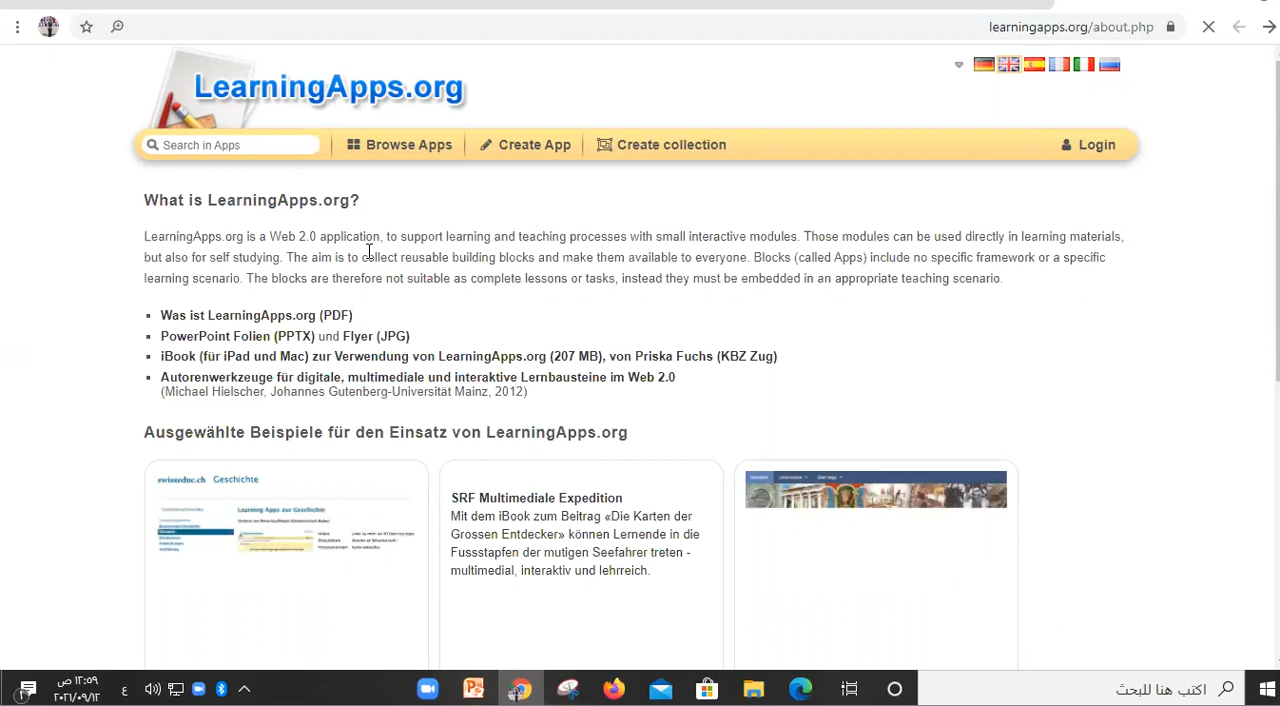 learningapps.org/about.php
LearningApps.org
Search in Apps
Browse Apps
Create App
Create collection
Login
What is LearningApps.org?
LearningApps.org is a Web 2.0 application, to support learning and teaching processes with small interactive modules. Those modules can be used directly in learning materials,
but also for self studying. The aim is to collect reusable building blocks and make them available to everyone. Blocks (called Apps) include no specific framework or a specific
learning scenario. The blocks are therefore not suitable as complete lessons or tasks, instead they must be embedded in an appropriate teaching scenario.
Was ist LearningApps.org (PDF)
PowerPoint Folien (PPTX) und Flyer (JPG)
iBook (für iPad und Mac) zur Verwendung von LearningApps.org (207 MB), von Priska Fuchs (KBZ Zug)
Autorenwerkzeuge für digitale, multimediale und interaktive Lernbausteine im Web 2.0
(Michael Hielscher, Johannes Gutenberg-Universität Mainz, 2012)
Ausgewählte Beispiele für den Einsatz von LearningApps.org
swisseduc.ch Geschichte
Learning Apps zur Geschichte
SRF Multimediale Expedition
Mit dem iBook zum Beitrag «Die Karten der
Grossen Entdecker» können Lernende in die
Fussstapfen der mutigen Seefahrer treten -
multimedial, interaktiv und lehrreich.
١٢:٥٩ ص
٢٠٢١/٠٩/١٢
ع
اكتب هنا للبحث